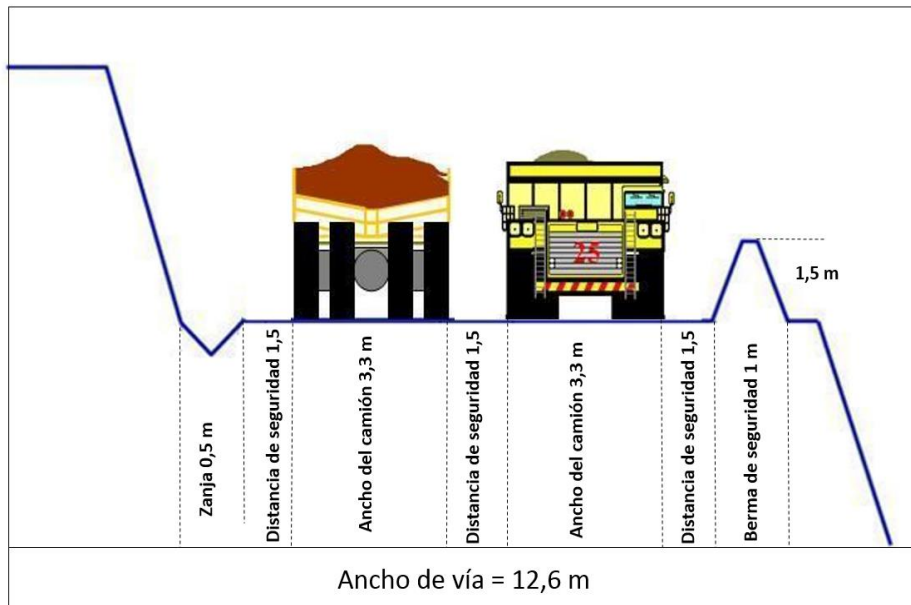 25
1,5 m
Zanja 0,5 m
Distancia de seguridad 1,5
Ancho del camión 3,3 m
Distancia de seguridad 1,5
Ancho del camión 3,3 m
Distancia de seguridad 1,5
Berma de seguridad 1 m
Ancho de vía = 12,6 m